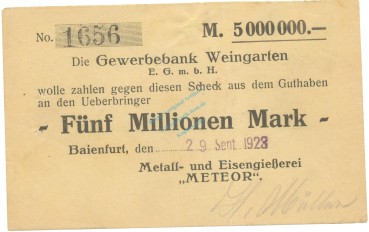 No. 1656 M. 5000000.—
Die Gewerbebank Weingarten
E. G. m. b. H.
wolle zahlen gegen diesen Scheck aus dem Guthaben
an den Ueberbringer
- Fünf Millionen Mark -
Baienfurt, den 29 Sept. 1923
Metall- und Eisengießerei
„METEOR“.
Müller